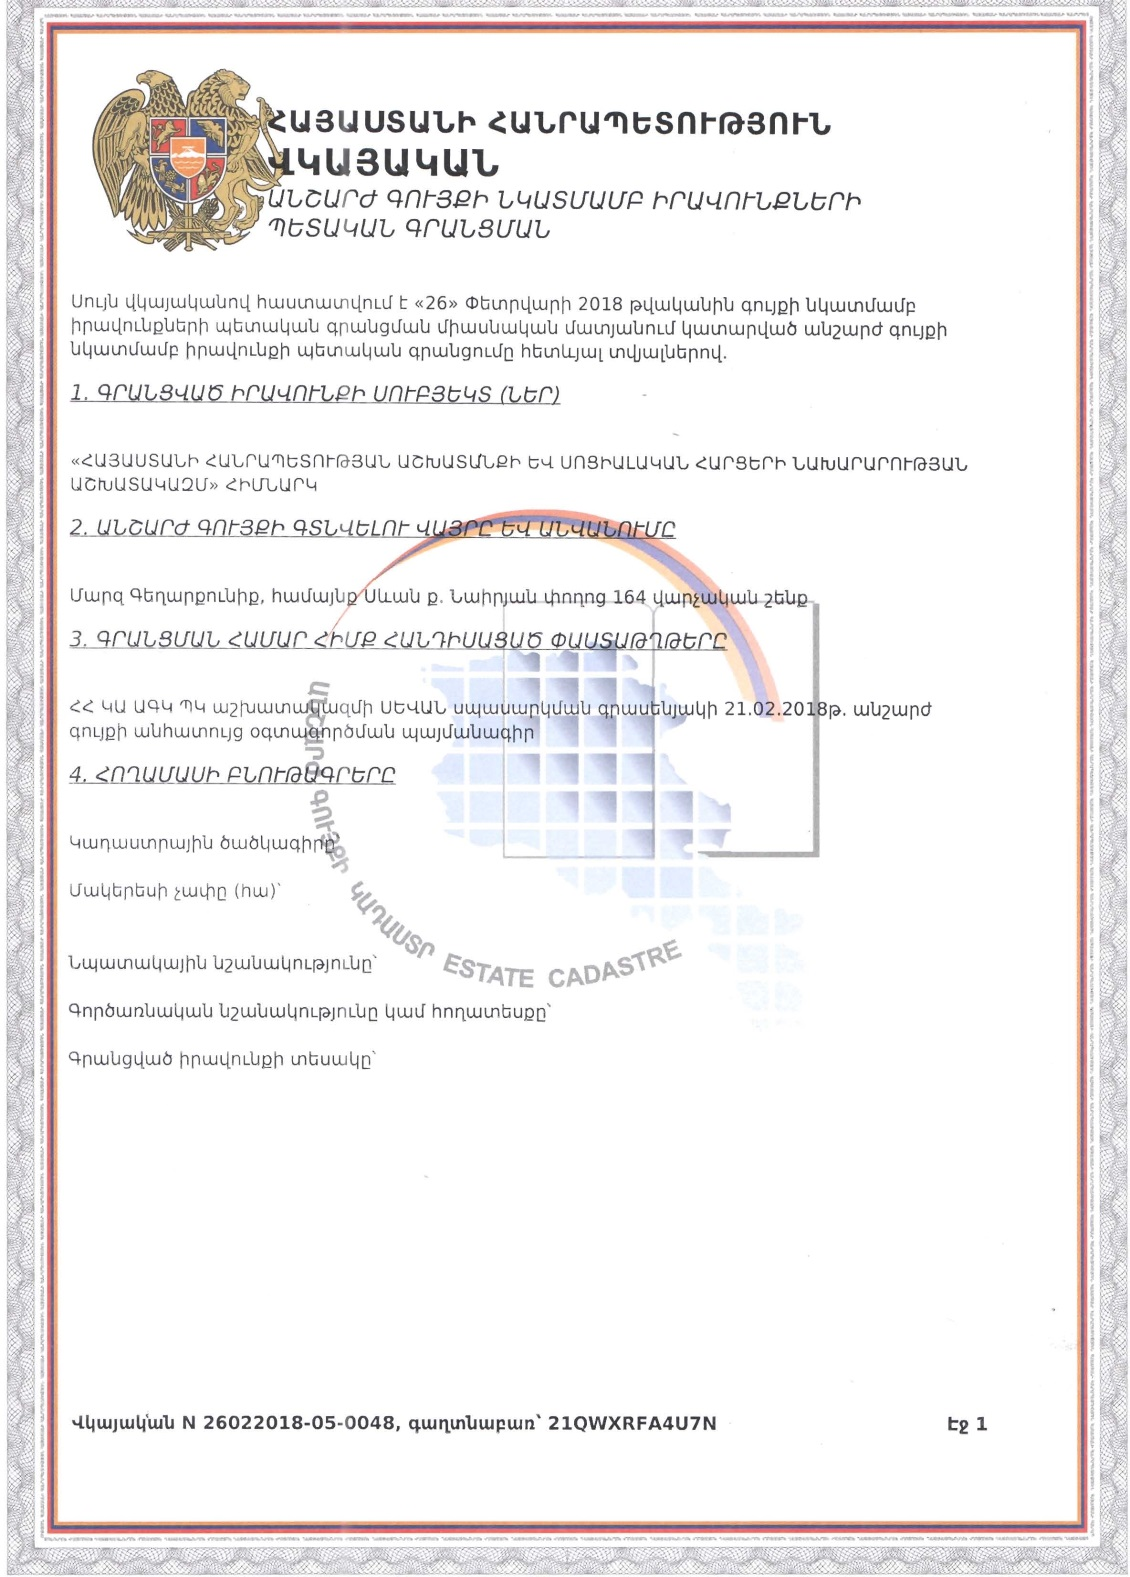 ՀԱՅԱՍՏԱՆԻ ՀԱՆՐԱՊԵՏՈՒԹՅՈՒՆ
ՎԿԱՅԱԿԱՆ
ԱՆՇԱՐԺ ԳՈՒՅՔԻ ՆԿԱՏՄԱՄԲ ԻՐԱՎՈՒՆՔՆԵՐԻ
ՊԵՏԱԿԱՆ ԳՐԱՆՑՄԱՆ
Սույն վկայականով հաստատվում է «26» Փետրվարի 2018 թվականին գույքի նկատմամբ
իրավունքների պետական գրանցման միասնական մատյանում կատարված անշարժ գույքի
նկատմամբ իրավունքի պետական գրանցումը հետևյալ տվյալներով.
1. ԳՐԱՆՑՎԱԾ ԻՐԱՎՈՒՆՔԻ ՍՈՒԲՅԵԿՏ (ՆԵՐ)
«ՀԱՅԱՍՏԱՆԻ ՀԱՆՐԱՊԵՏՈՒԹՅԱՆ ԱՇԽԱՏԱՆՔԻ ԵՎ ՍՈՑԻԱԼԱԿԱՆ ՀԱՐՑԵՐԻ ՆԱԽԱՐԱՐՈՒԹՅԱՆ
ԱՇԽԱՏԱԿԱԶՄ» ՀԻՄՆԱՐԿ
2. ԱՆՇԱՐԺ ԳՈՒՅՔԻ ԳՏՆՎԵԼՈՒ ՎԱՅՐԸ ԵՎ ԱՆՎԱՆՈՒՄԸ
Մարզ Գեղարքունիք, համայնք Սևան ք. Նաիրյան փողոց 164 վարչական շենք
3. ԳՐԱՆՑՄԱՆ ՀԱՄԱՐ ՀԻՄՔ ՀԱՆԴԻՍԱՑԱԾ ՓԱՍՏԱԹՂԹԵՐԸ
ՀՀ ԿԱ ԱԳԿ ՊԿ աշխատակազմի ՍԵՎԱՆ սպասարկման գրասենյակի 21.02.2018թ. անշարժ
գույքի անհատույց օգտագործման պայմանագիր
4. ՀՈՂԱՄԱՍԻ ԲՆՈՒԹԱԳՐԵՐԸ
Կադաստրային ծածկագիրը՝
Մակերեսի չափը (հա)՝
Նպատակային նշանակությունը՝
Գործառնական նշանակությունը կամ հողատեսքը՝
Գրանցված իրավունքի տեսակը՝
ԳՈՒՅՔԻ ԿԱԴԱՍՏՐ ESTATE CADASTRE
Վկայական N 26022018-05-0048, գաղտնաբառ՝ 21QWXRFA4U7N
Էջ 1